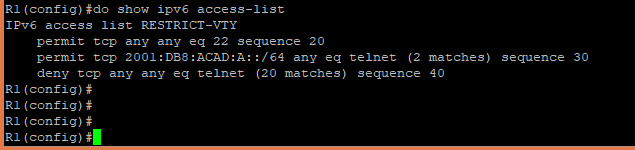 R1(config)#do show ipv6 access-list
IPv6 access list RESTRICT-VTY
    permit tcp any any eq 22 sequence 20
    permit tcp 2001:DB8:ACAD:A::/64 any eq telnet (2 matches) sequence 30
    deny tcp any any eq telnet (20 matches) sequence 40
R1(config)#
R1(config)#
R1(config)#
R1(config)#